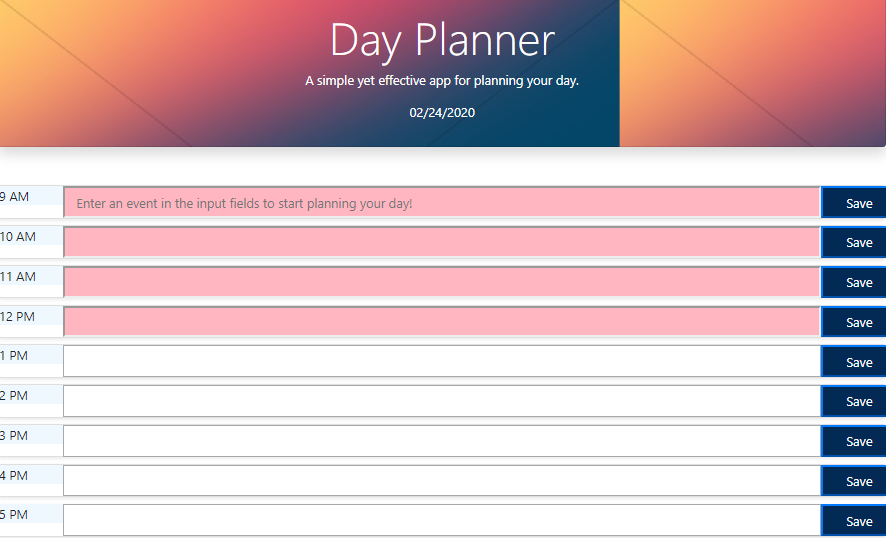 Day Planner
A simple yet effective app for planning your day.
02/24/2020
9 AM Enter an event in the input fields to start planning your day! Save
10 AM Save
11 AM Save
12 PM Save
1 PM Save
2 PM Save
3 PM Save
4 PM Save
5 PM Save